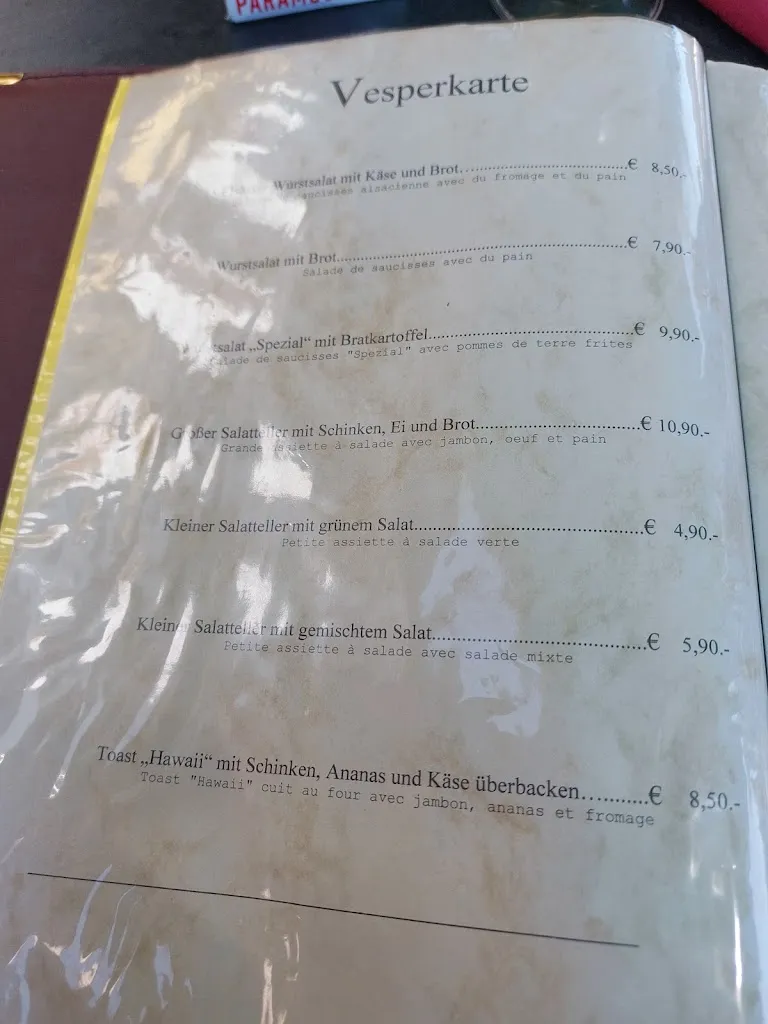 Vesperkarte
Wurstsalat mit Käse und Brot..............................€ 8,50.-
alsacienne avec du fromage et du pain
Wurstsalat mit Brot..............................€ 7,90.-
Salade de saucisses avec du pain
„Spezial“ mit Bratkartoffel..............................€ 9,90.-
Salade de saucisses "Spezial" avec pommes de terre frites
Großer Salatteller mit Schinken, Ei und Brot..............................€ 10,90.-
Grande assiette à salade avec jambon, oeuf et pain
Kleiner Salatteller mit grünem Salat..............................€ 4,90.-
Petite assiette à salade verte
Kleiner Salatteller mit gemischtem Salat..............................€ 5,90.-
Petite assiette à salade avec salade mixte
Toast „Hawaii“ mit Schinken, Ananas und Käse überbacken.............€ 8,50.-
Toast "Hawaii" cuit au four avec jambon, ananas et fromage